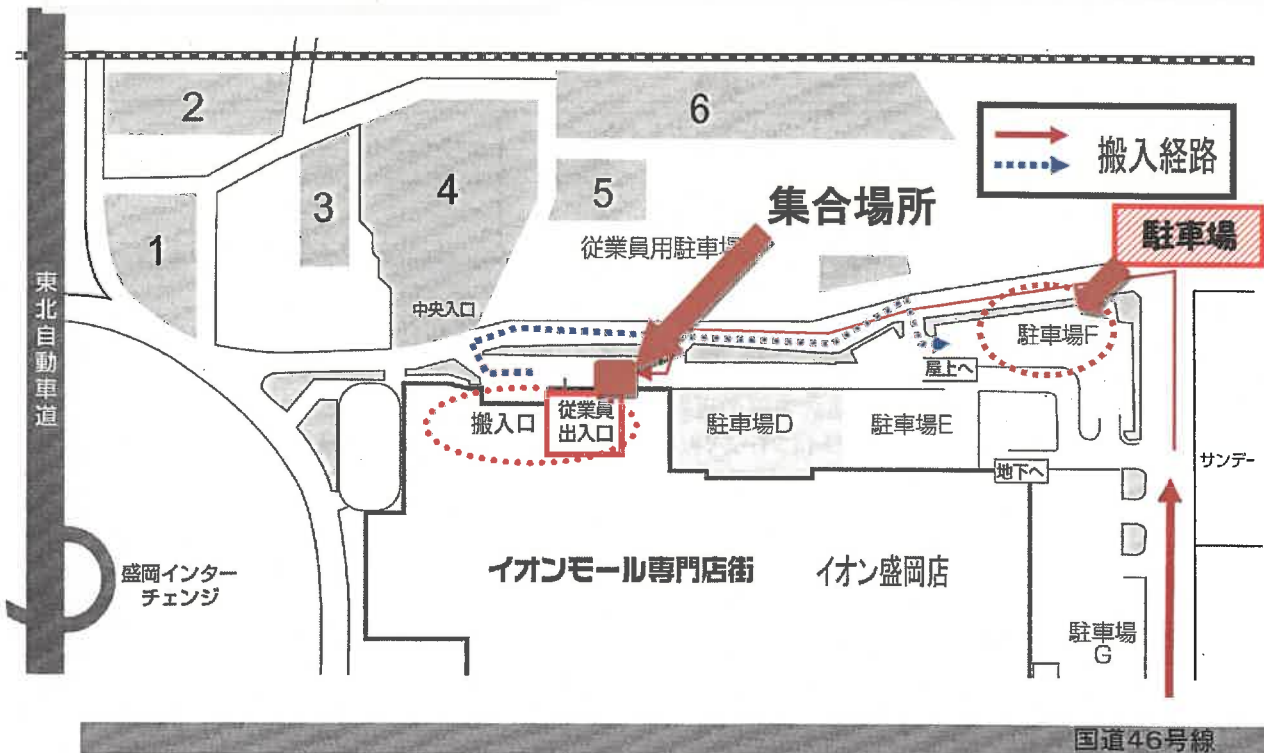 2
6
搬入経路
1
3
4
5
集合場所
駐車場
従業員用駐車場
東北自動車道
中央入口
駐車場F
屋上へ
搬入口
従業員
出入口
駐車場D
駐車場E
地下へ
サンデー
盛岡インター
チェンジ
イオンモール専門店街
イオン盛岡店
駐車場
G
国道46号線